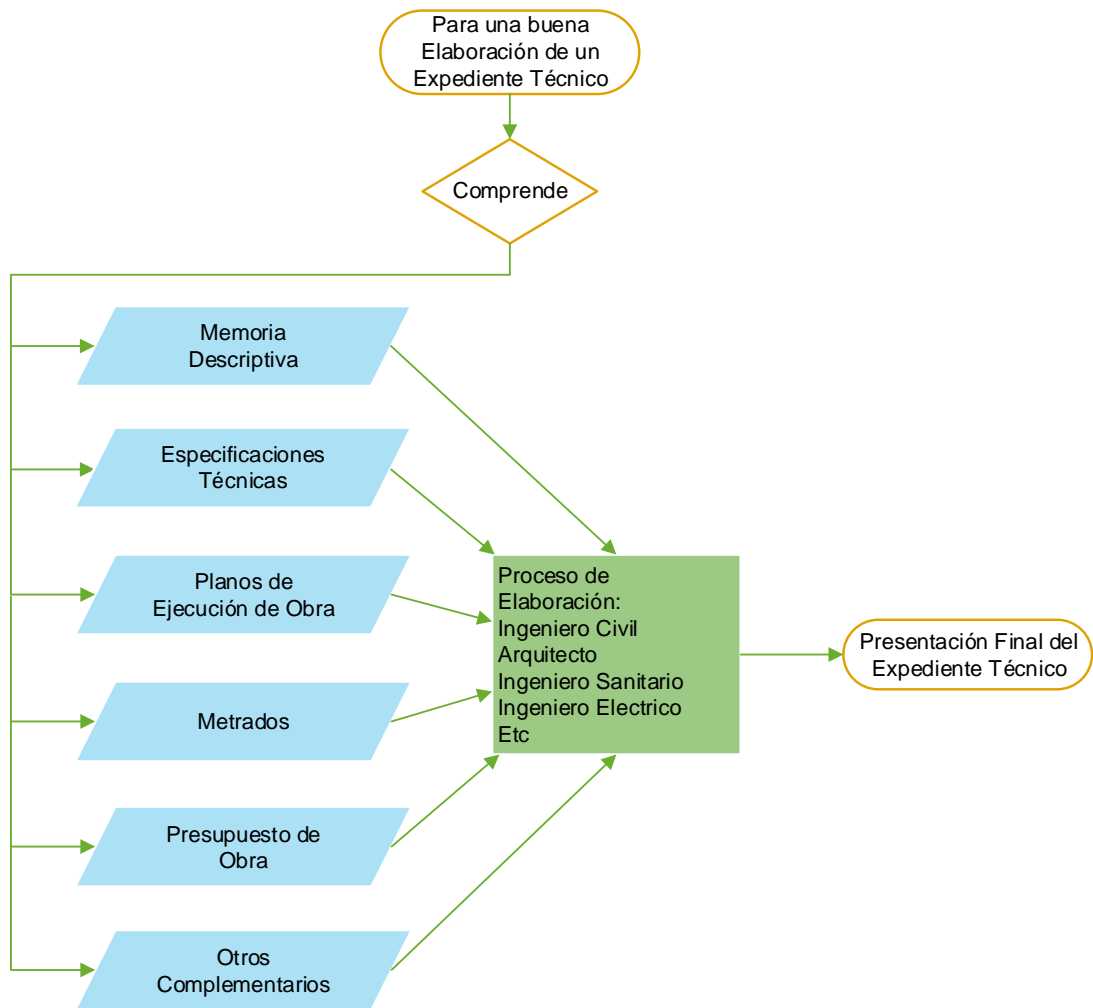 Para una buena
Elaboración de un
Expediente Técnico
Comprende
Memoria
Descriptiva
Especificaciones
Técnicas
Planos de
Ejecución de Obra
Metrados
Presupuesto de
Obra
Otros
Complementarios
Proceso de
Elaboración:
Ingeniero Civil
Arquitecto
Ingeniero Sanitario
Ingeniero Electrico
Etc
Presentación Final del
Expediente Técnico